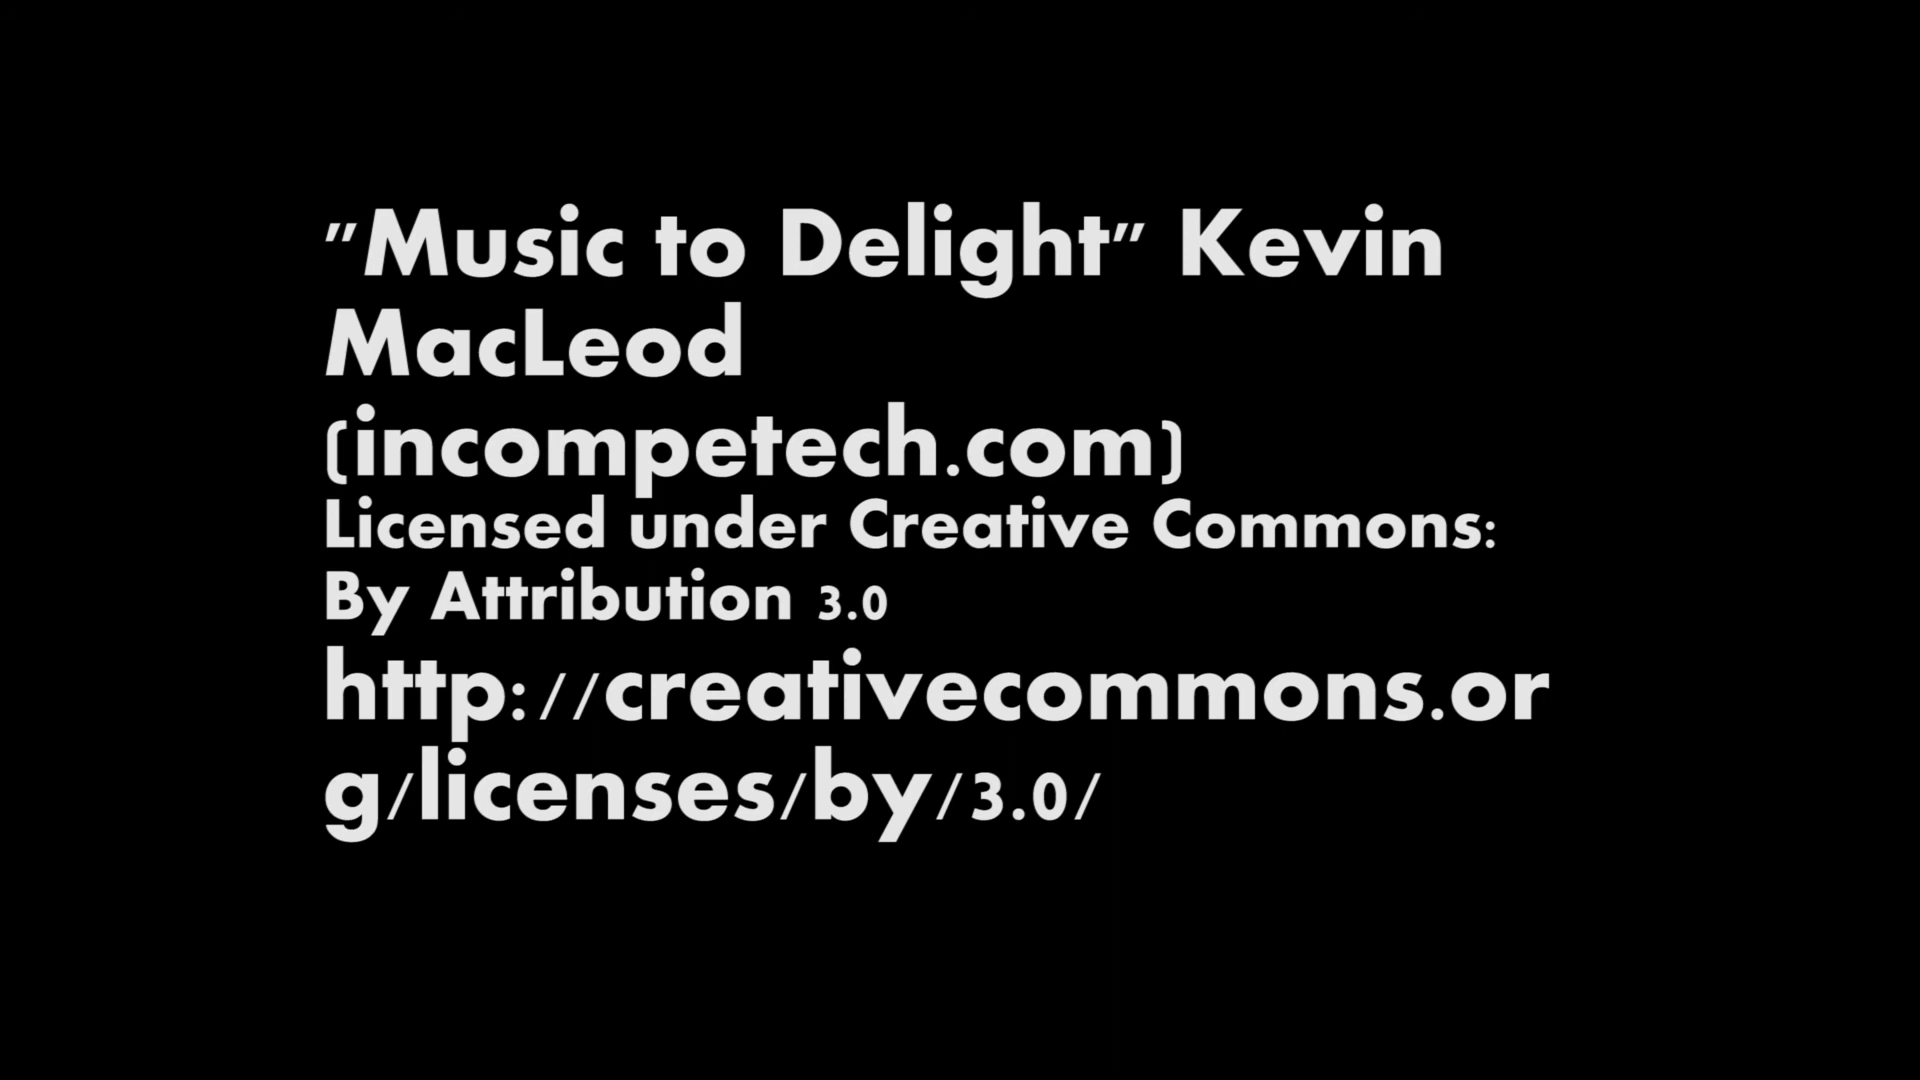 "Music to Delight" Kevin
MacLeod
(incompetech.com)
Licensed under Creative Commons:
By Attribution 3.0
http://creativecommons.or
g/licenses/by/3.0/